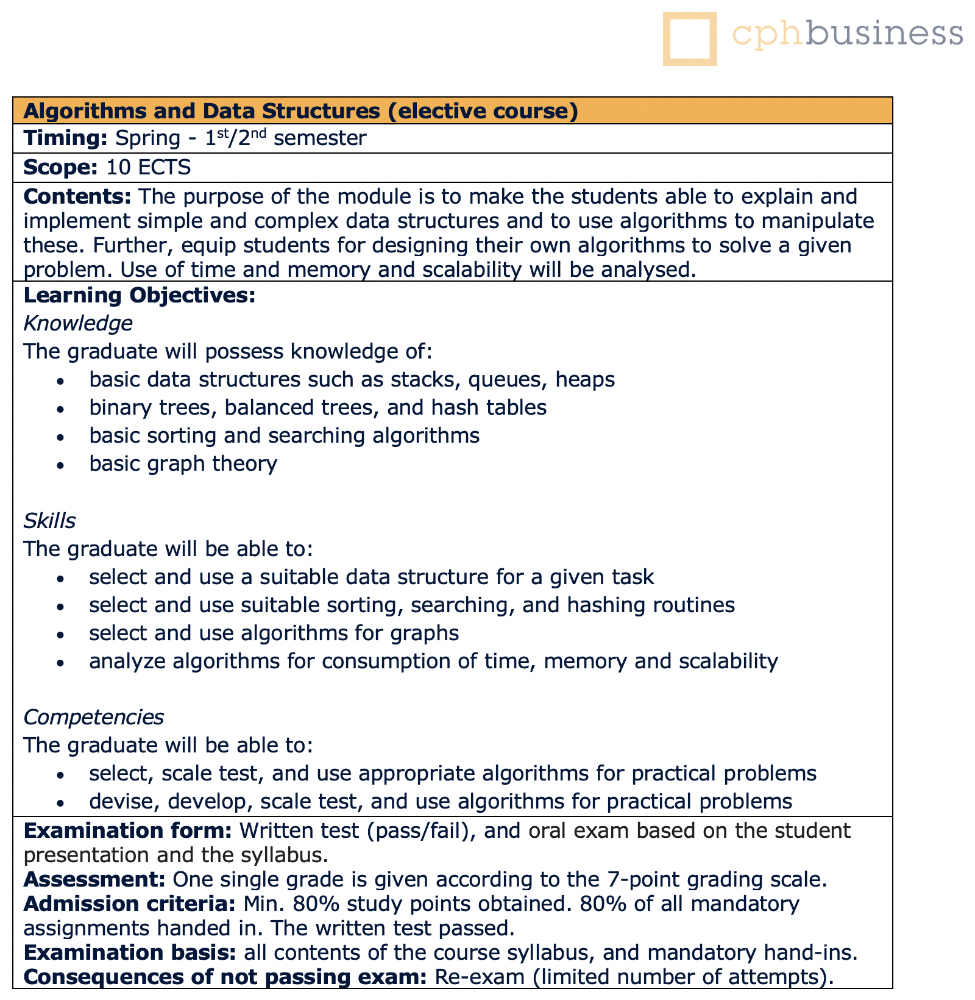 cphbusiness
Algorithms and Data Structures (elective course)
Timing: Spring - 1st/2nd semester
Scope: 10 ECTS
Contents: The purpose of the module is to make the students able to explain and
implement simple and complex data structures and to use algorithms to manipulate
these. Further, equip students for designing their own algorithms to solve a given
problem. Use of time and memory and scalability will be analysed.
Learning Objectives:
Knowledge
The graduate will possess knowledge of:
• basic data structures such as stacks, queues, heaps
• binary trees, balanced trees, and hash tables
• basic sorting and searching algorithms
• basic graph theory
Skills
The graduate will be able to:
• select and use a suitable data structure for a given task
• select and use suitable sorting, searching, and hashing routines
• select and use algorithms for graphs
• analyze algorithms for consumption of time, memory and scalability
Competencies
The graduate will be able to:
• select, scale test, and use appropriate algorithms for practical problems
• devise, develop, scale test, and use algorithms for practical problems
Examination form: Written test (pass/fail), and oral exam based on the student
presentation and the syllabus.
Assessment: One single grade is given according to the 7-point grading scale.
Admission criteria: Min. 80% study points obtained. 80% of all mandatory
assignments handed in. The written test passed.
Examination basis: all contents of the course syllabus, and mandatory hand-ins.
Consequences of not passing exam: Re-exam (limited number of attempts).